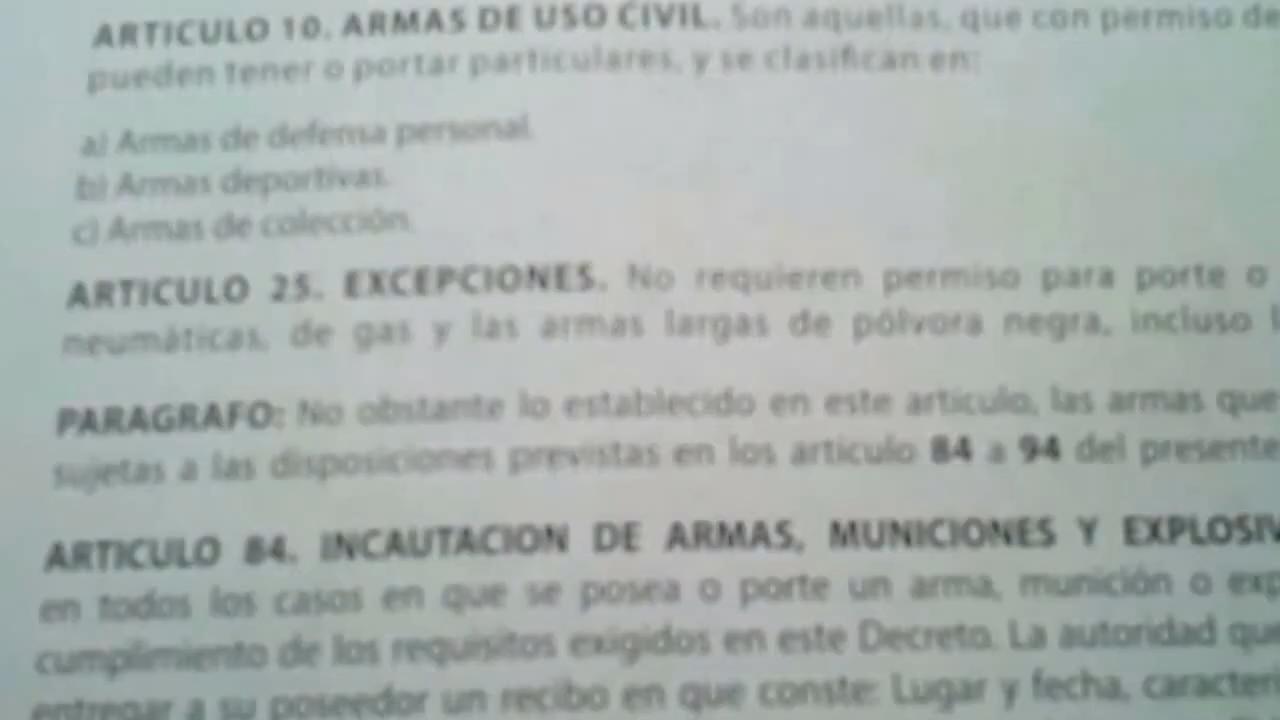 ARTICULO 10. ARMAS DE USO CIVIL. Son aquellas, que con permiso de
pueden tener o portar particulares, y se clasifican en:
a) Armas de defensa personal.
b) Armas deportivas.
c) Armas de colección.
ARTICULO 25. EXCEPCIONES. No requieren permiso para porte o
neumáticas, de gas y las armas largas de pólvora negra, incluso l
PARAGRAFO: No obstante lo establecido en este articulo, las armas que
sujetas a las disposiciones previstas en los articulo 84 a 94 del presente
ARTICULO 84. INCAUTACION DE ARMAS, MUNICIONES Y EXPLOSIV
en todos los casos en que se posea o porte un arma, munición o exp
cumplimiento de los requisitos exigidos en este Decreto. La autoridad que
entregar a su poseedor un recibo en que conste: Lugar y fecha, caracteri